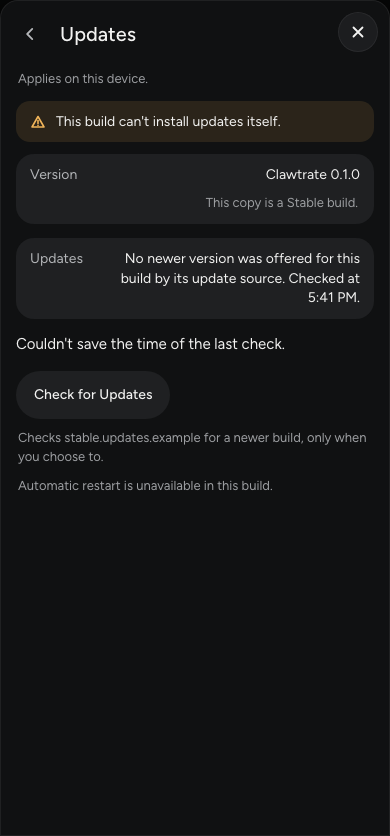 Updates
Applies on this device.
This build can't install updates itself.
Version
Clawtrate 0.1.0
This copy is a Stable build.
Updates
No newer version was offered for this
build by its update source. Checked at
5:41 PM.
Couldn't save the time of the last check.
Check for Updates
Checks stable.updates.example for a newer build, only when
you choose to.
Automatic restart is unavailable in this build.